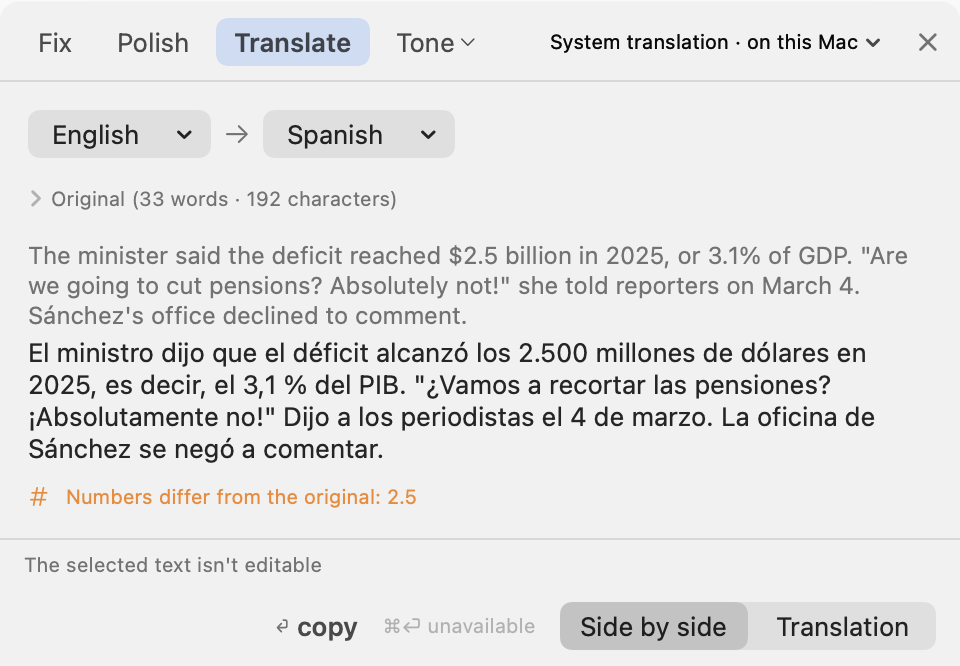 Fix Polish Translate Tone System translation · on this Mac
English → Spanish
Original (33 words · 192 characters)
The minister said the deficit reached $2.5 billion in 2025, or 3.1% of GDP. "Are
we going to cut pensions? Absolutely not!" she told reporters on March 4.
Sánchez's office declined to comment.
El ministro dijo que el déficit alcanzó los 2.500 millones de dólares en
2025, es decir, el 3,1 % del PIB. "¿Vamos a recortar las pensiones?
¡Absolutamente no!" Dijo a los periodistas el 4 de marzo. La oficina de
Sánchez se negó a comentar.
# Numbers differ from the original: 2.5
The selected text isn't editable
⏎ copy ⌘⏎ unavailable Side by side Translation